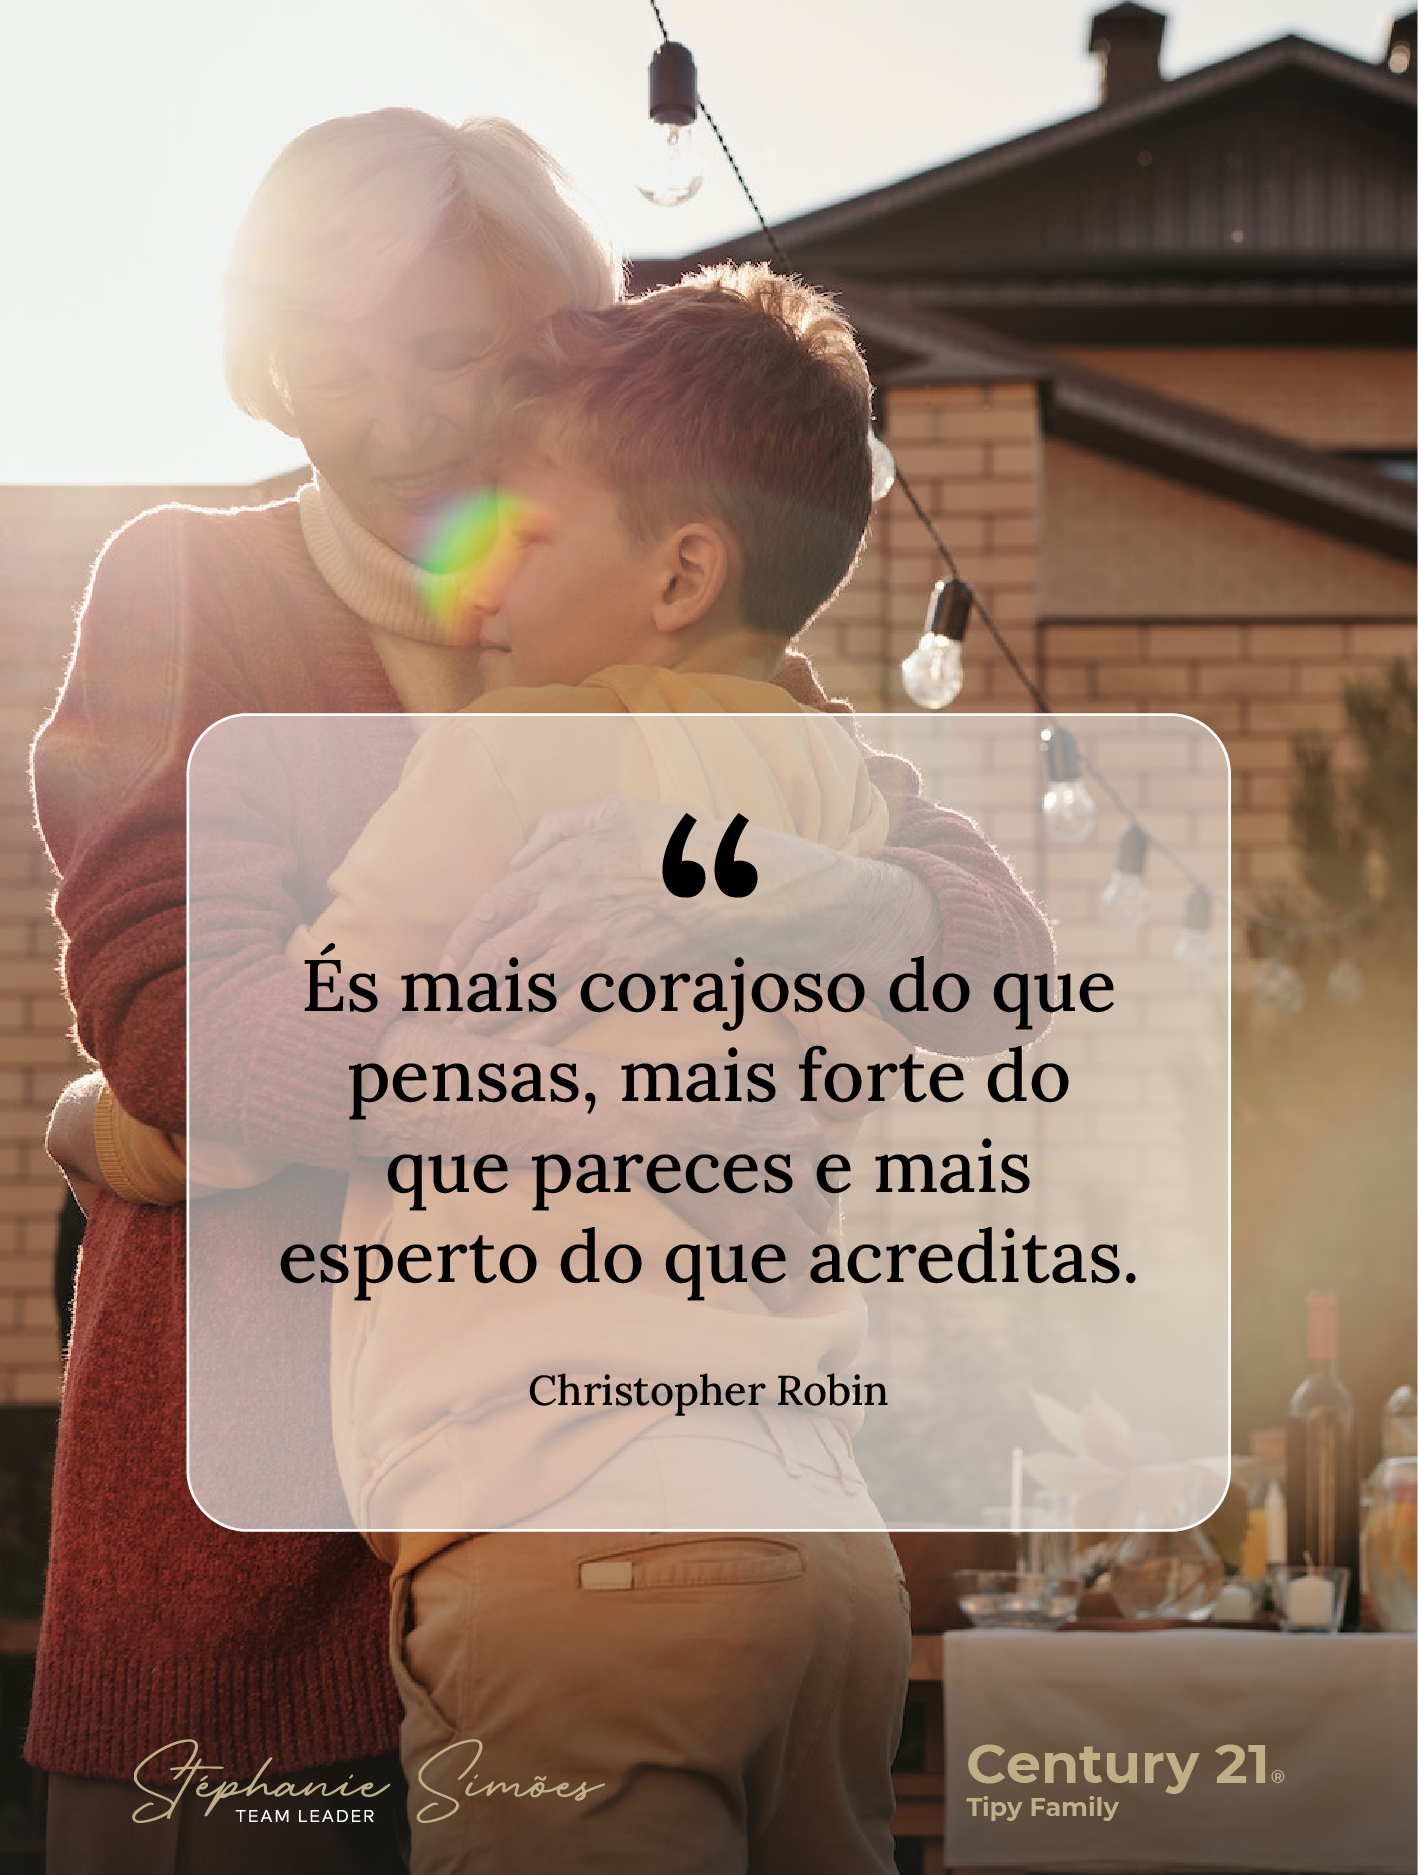 “
És mais corajoso do que
pensas, mais forte do
que pareces e mais
esperto do que acreditas.
Christopher Robin
Stéphanie Simões
TEAM LEADER
Century 21®
Tipy Family